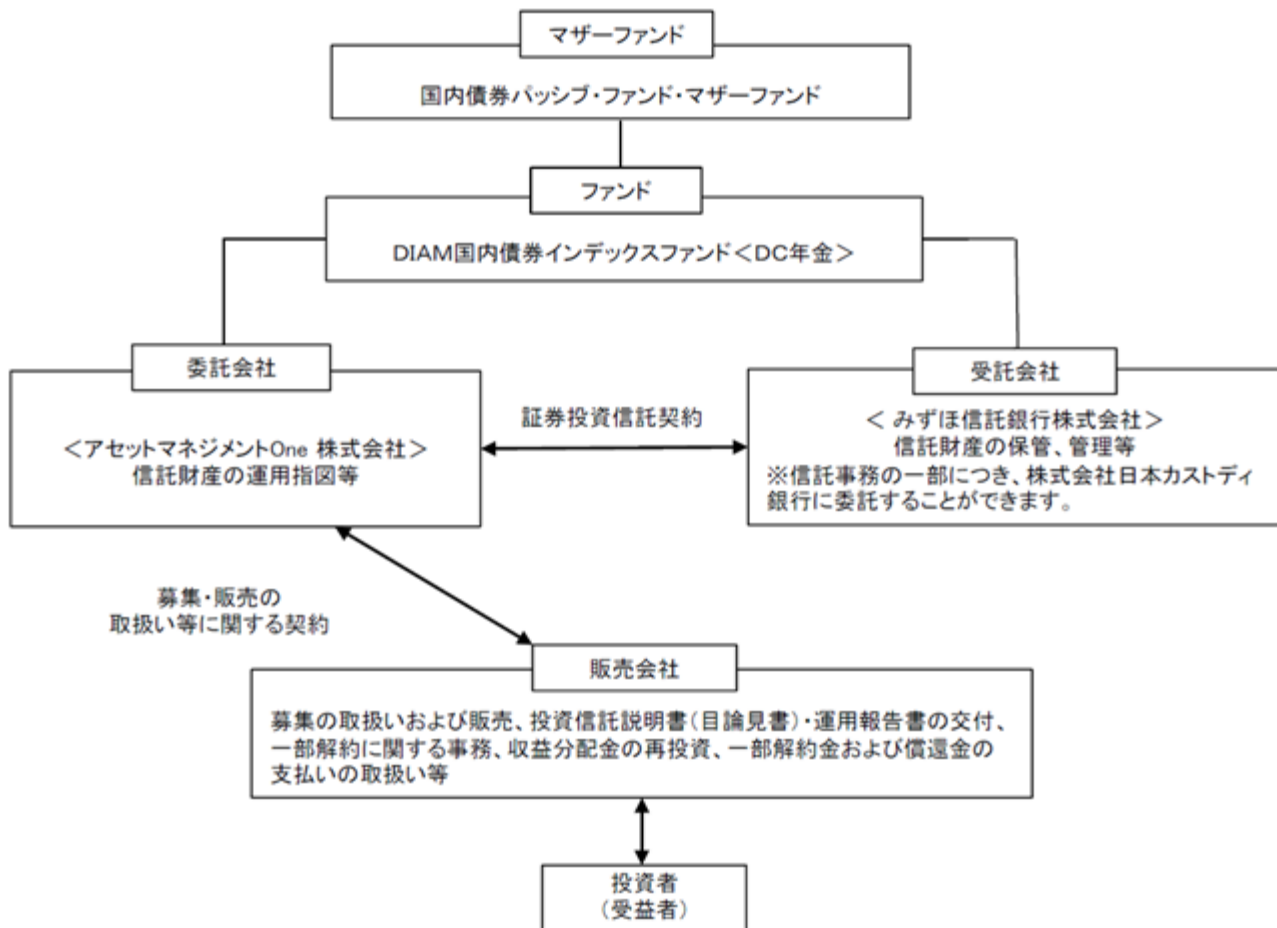 マザーファンド
国内債券パッシブ・ファンド・マザーファンド
ファンド
DIAM国内債券インデックスファンド＜DC年金＞
委託会社
＜アセットマネジメントOne 株式会社＞
信託財産の運用指図等
証券投資信託契約
受託会社
＜ みずほ信託銀行株式会社＞
信託財産の保管、管理等
※信託事務の一部につき、株式会社日本カストディ
銀行に委託することができます。
募集・販売の
取扱い等に関する契約
販売会社
募集の取扱いおよび販売、投資信託説明書（目論見書）・運用報告書の交付、
一部解約に関する事務、収益分配金の再投資、一部解約金および償還金の
支払いの取扱い等
投資者
（受益者）